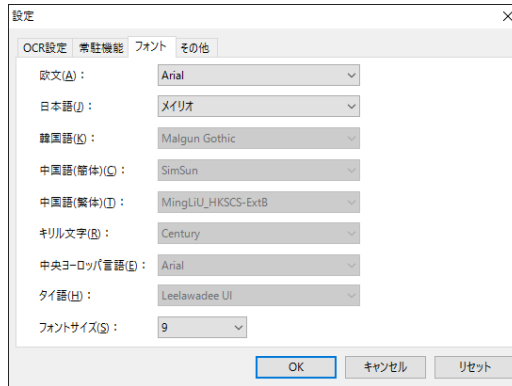 設定
OCR設定 常駐機能 フォント その他
欧文(A)： Arial
日本語(J)： メイリオ
韓国語(K)： Malgun Gothic
中国語(簡体)(C)： SimSun
中国語(繁体)(T)： MingLiU_HKSCS-ExtB
キリル文字(R)： Century
中央ヨーロッパ言語(E)： Arial
タイ語(H)： Leelawadee UI
フォントサイズ(S)： 9
OK キャンセル リセット